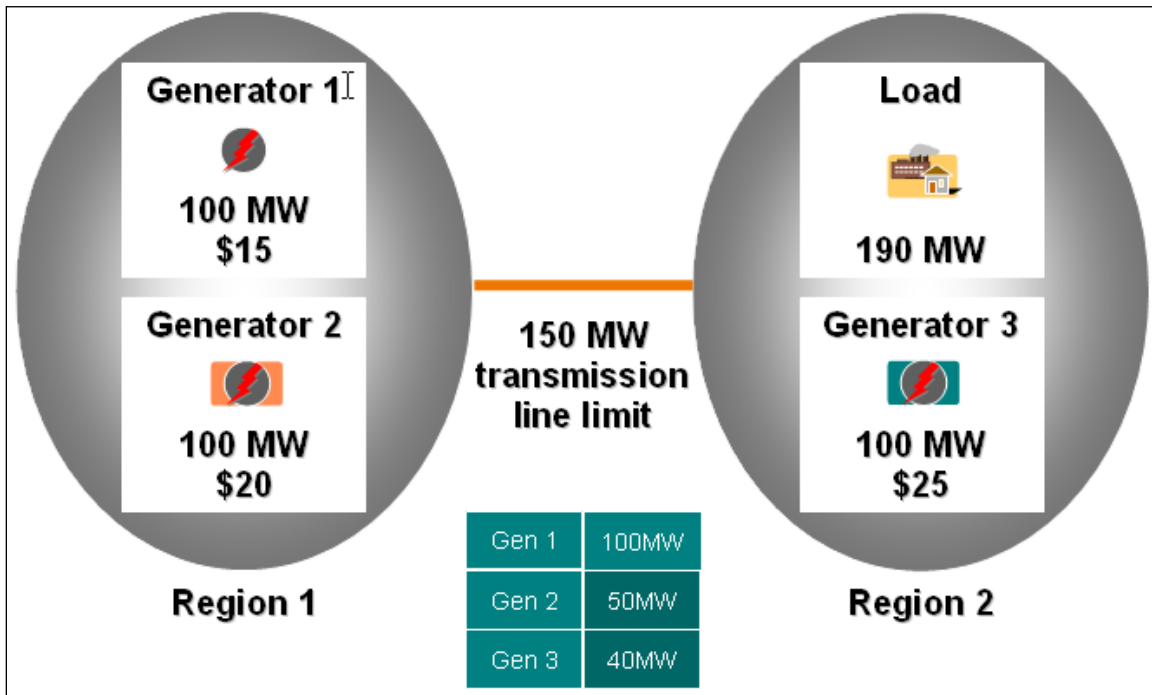 Generator 1
100 MW
$15
Generator 2
100 MW
$20
Region 1
150 MW
transmission
line limit
Gen 1 100MW
Gen 2 50MW
Gen 3 40MW
Load
190 MW
Generator 3
100 MW
$25
Region 2